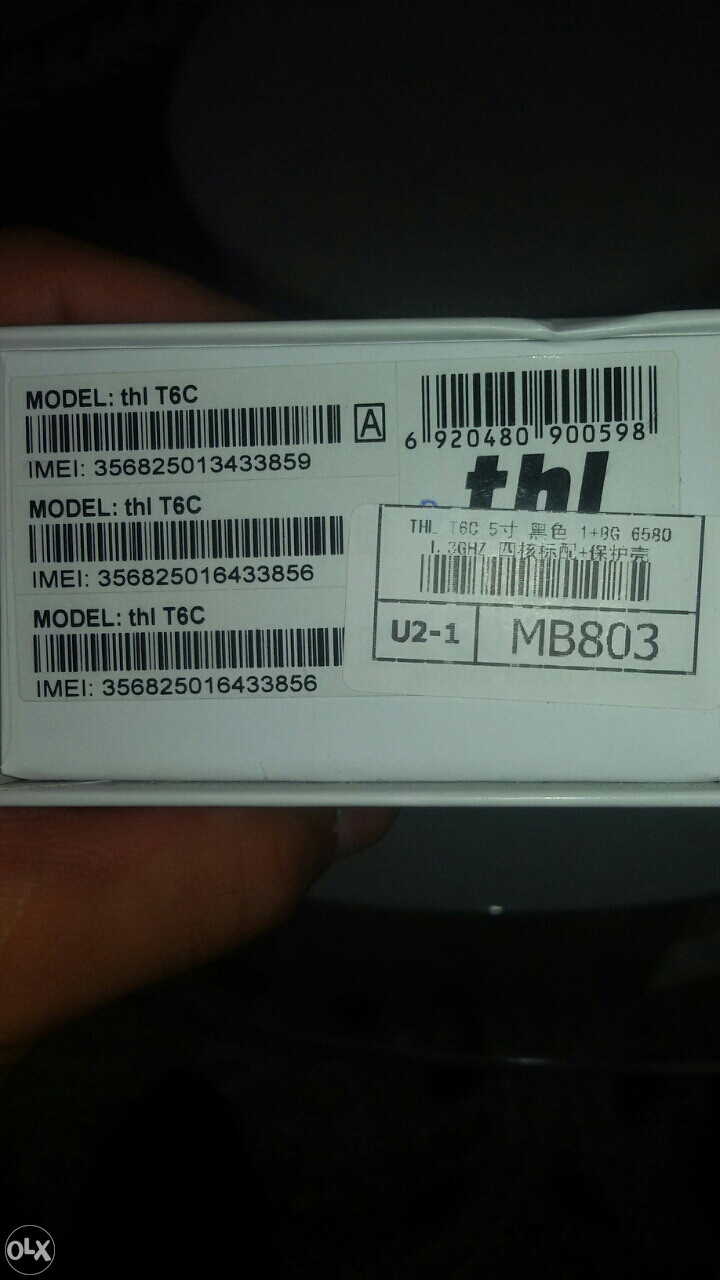 MODEL: thl T6C
A
IMEI: 356825013433859
MODEL: thl T6C
IMEI: 356825016433856
MODEL: thl T6C
IMEI: 356825016433856
6 920480 900598
thl
THL T6C 5寸 黑色 1+8G 6580
1.3GHZ 四核标配+保护壳
U2-1 MB803
OLX